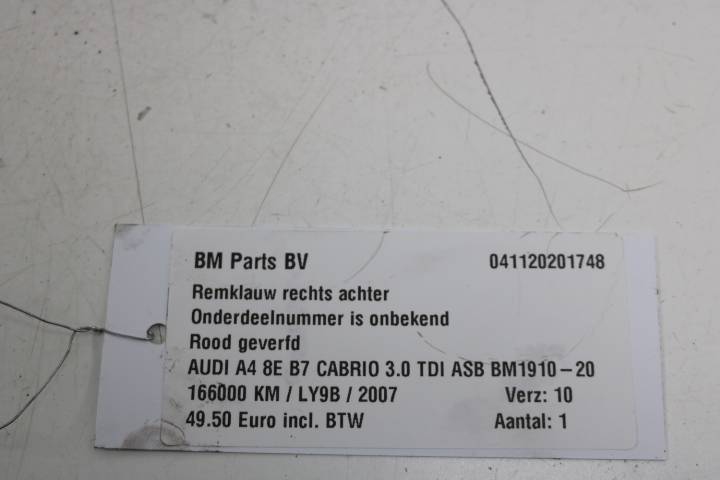 BM Parts BV 041120201748
Remklauw rechts achter
Onderdeelnummer is onbekend
Rood geverfd
AUDI A4 8E B7 CABRIO 3.0 TDI ASB BM1910-20
166000 KM / LY9B / 2007 Verz: 10
49.50 Euro incl. BTW Aantal: 1